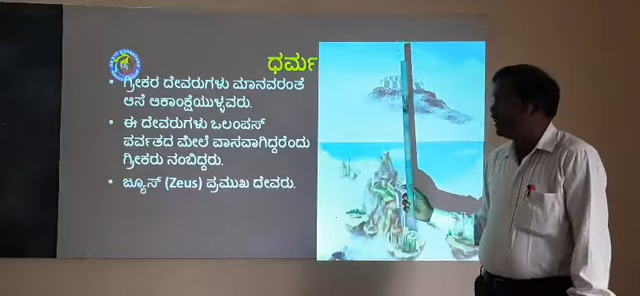 ಧರ್ಮ
• ಗ್ರೀಕರ ದೇವರುಗಳು ಮಾನವರಂತೆ
ಆಸೆ ಆಕಾಂಕ್ಷೆಯುಳ್ಳವರು.
• ಈ ದೇವರುಗಳು ಒಲಂಪಸ್
ಪರ್ವತದ ಮೇಲೆ ವಾಸವಾಗಿದ್ದರೆಂದು
ಗ್ರೀಕರು ನಂಬಿದ್ದರು.
• ಜ್ಯೂಸ್ (Zeus) ಪ್ರಮುಖ ದೇವರು.